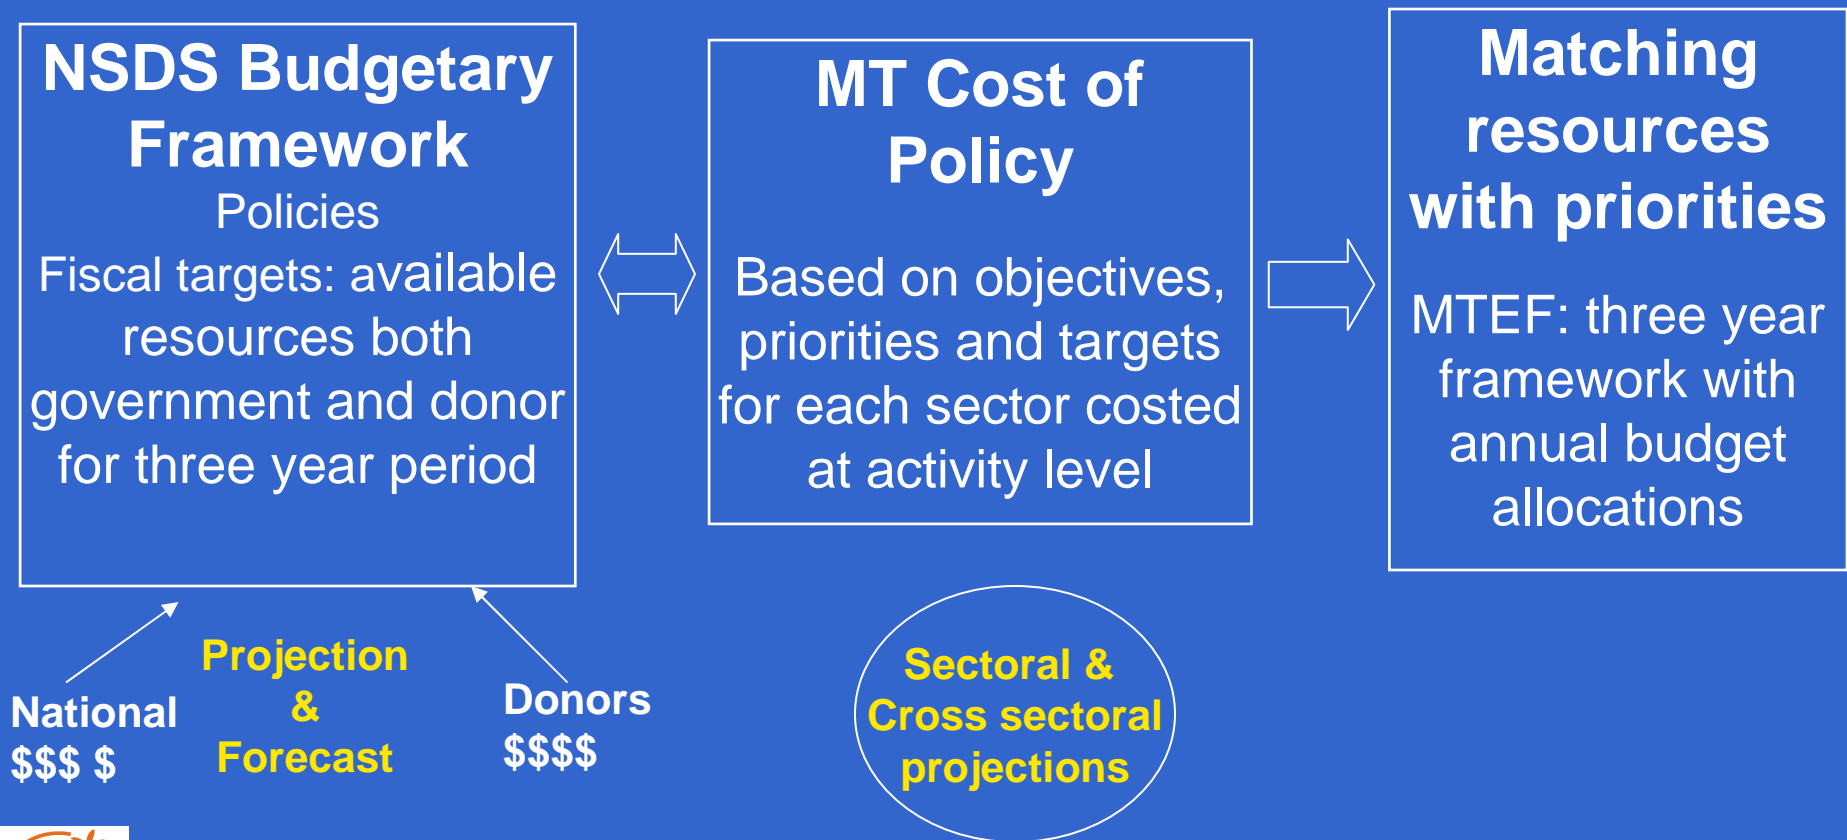 NSDS Budgetary
Framework
Policies
Fiscal targets: available
resources both
government and donor
for three year period
MT Cost of
Policy
Based on objectives,
priorities and targets
for each sector costed
at activity level
Matching
resources
with priorities
MTEF: three year
framework with
annual budget
allocations
National
$$$ $
Projection
&
Forecast
Donors
$$$$
Sectoral &
Cross sectoral
projections